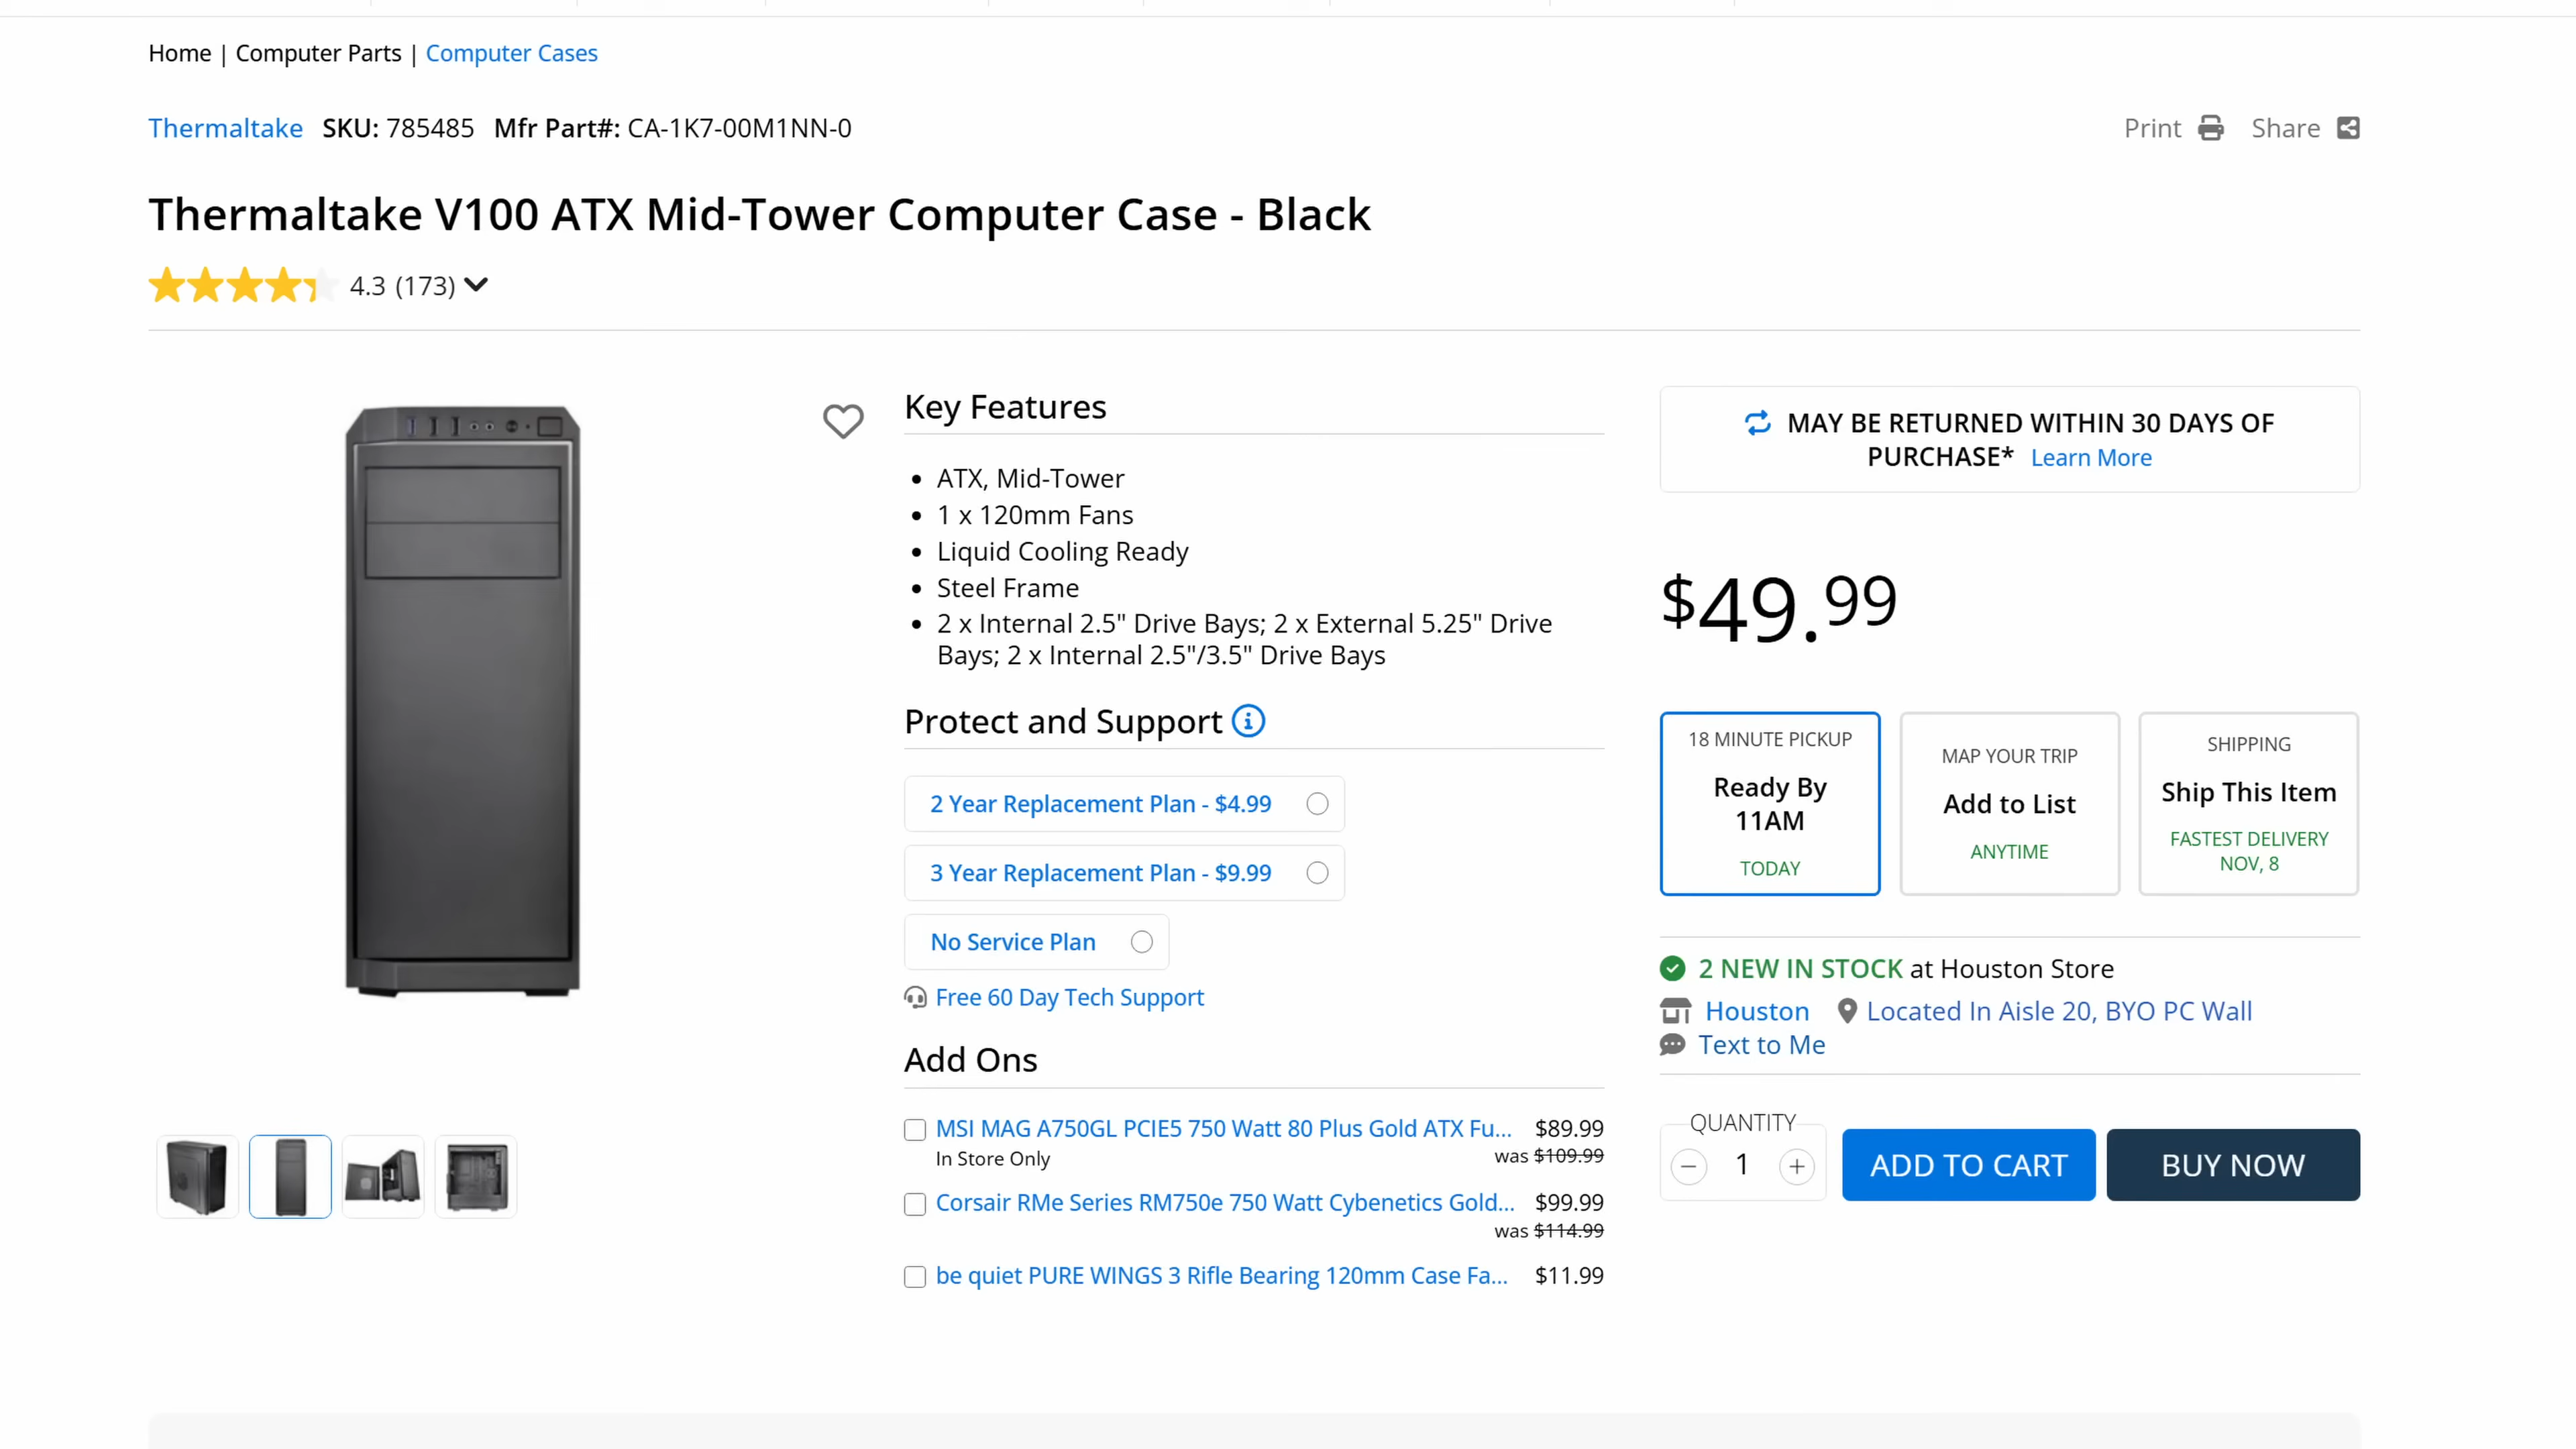 Home | Computer Parts | Computer Cases
Thermaltake SKU: 785485 Mfr Part#: CA-1K7-00M1NN-0
Print Share
Thermaltake V100 ATX Mid-Tower Computer Case - Black
4.3 (173)
Key Features
• ATX, Mid-Tower
• 1 x 120mm Fans
• Liquid Cooling Ready
• Steel Frame
• 2 x Internal 2.5" Drive Bays; 2 x External 5.25" Drive
Bays; 2 x Internal 2.5"/3.5" Drive Bays
Protect and Support
2 Year Replacement Plan - $4.99
3 Year Replacement Plan - $9.99
No Service Plan
Free 60 Day Tech Support
Add Ons
MSI MAG A750GL PCIE5 750 Watt 80 Plus Gold ATX Fu... $89.99
In Store Only was $109.99
Corsair RMe Series RM750e 750 Watt Cybenetics Gold... $99.99
was $114.99
be quiet PURE WINGS 3 Rifle Bearing 120mm Case Fa... $11.99
MAY BE RETURNED WITHIN 30 DAYS OF
PURCHASE* Learn More
$49.99
18 MINUTE PICKUP
Ready By
11AM
TODAY
MAP YOUR TRIP
Add to List
ANYTIME
SHIPPING
Ship This Item
FASTEST DELIVERY
NOV, 8
2 NEW IN STOCK at Houston Store
Houston Located In Aisle 20, BYO PC Wall
Text to Me
QUANTITY
1
ADD TO CART
BUY NOW